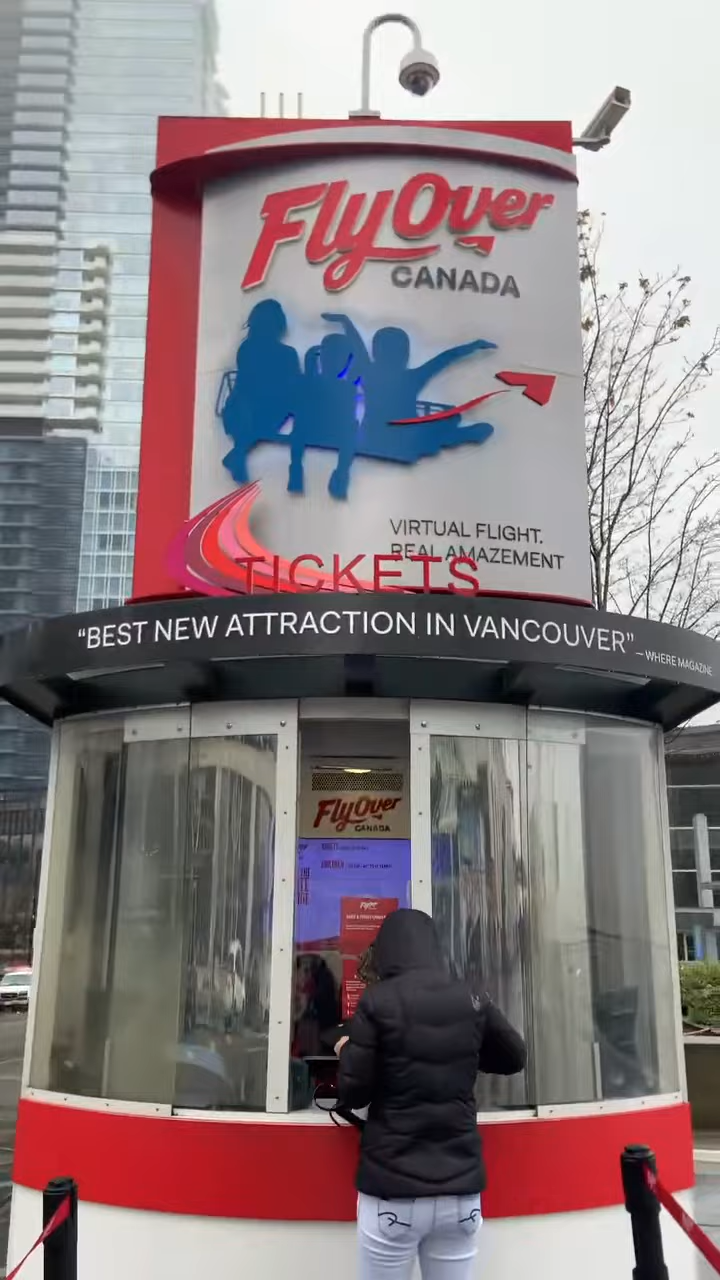 FlyOver
CANADA
VIRTUAL FLIGHT.
REAL AMAZEMENT
TICKETS
“BEST NEW ATTRACTION IN VANCOUVER” – WHERE MAGAZINE
FlyOver
CANADA